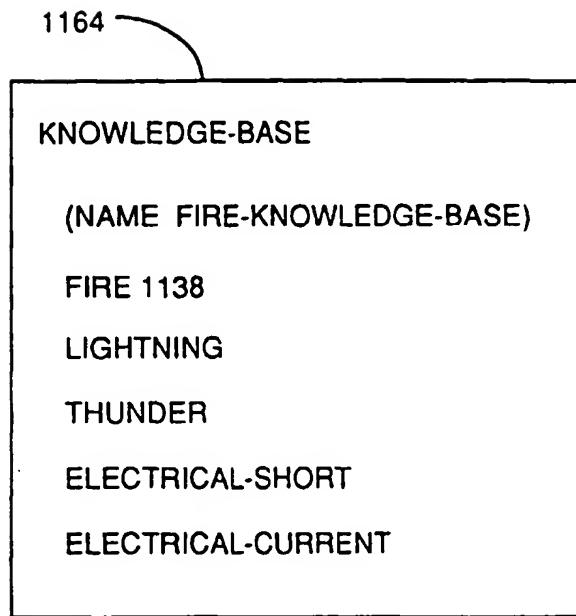 1164
KNOWLEDGE-BASE
(NAME FIRE-KNOWLEDGE-BASE)
FIRE 1138
LIGHTNING
THUNDER
ELECTRICAL-SHORT
ELECTRICAL-CURRENT